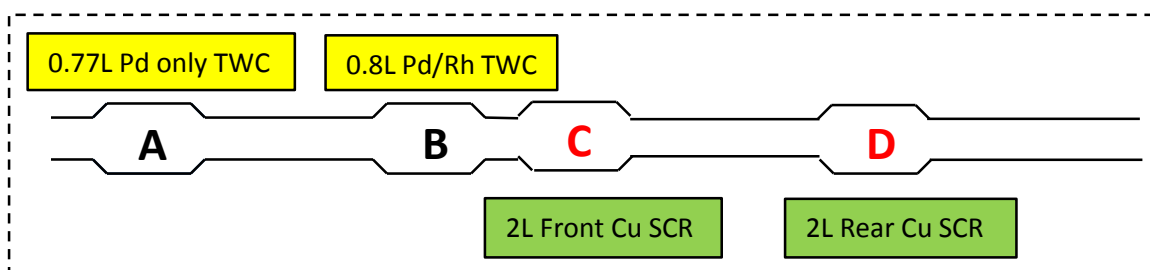 0.77L Pd only TWC
0.8L Pd/Rh TWC
A
B
C
D
2L Front Cu SCR
2L Rear Cu SCR